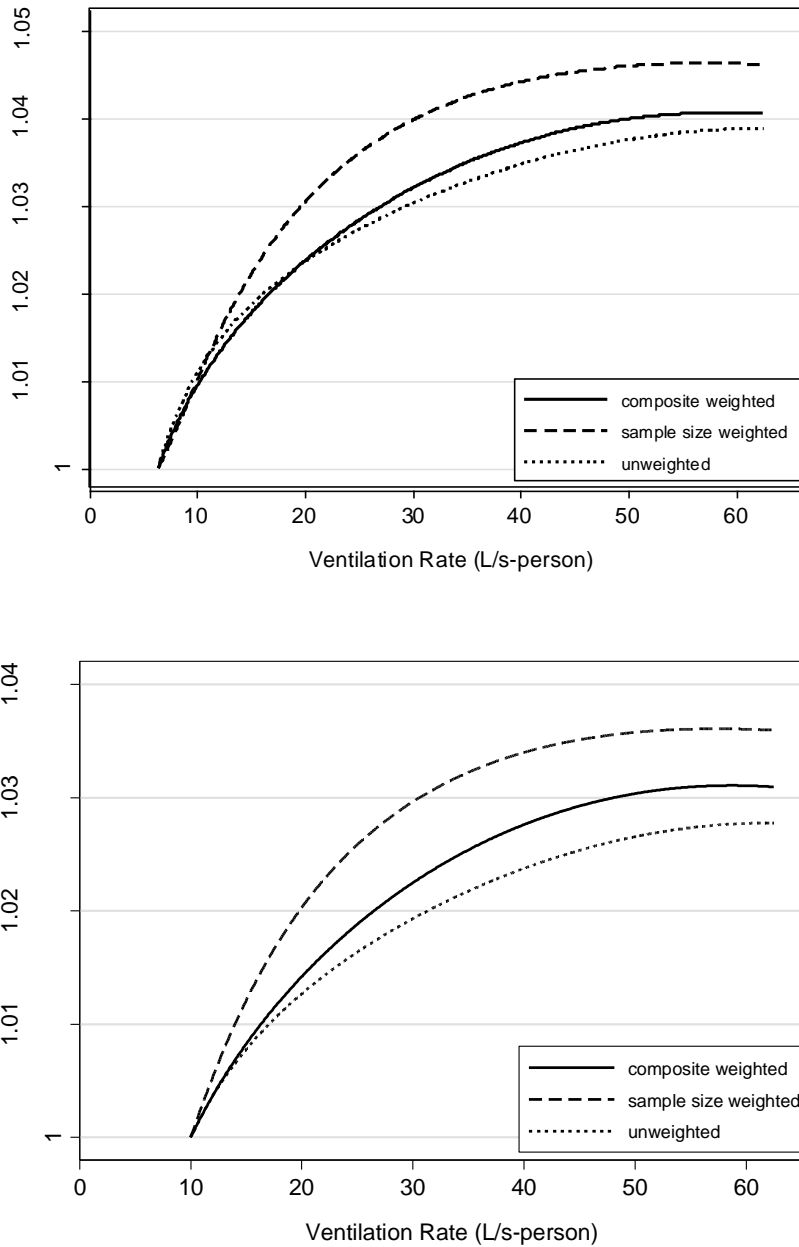 1.05
1.04
1.03
1.02
1.01
1
0 10 20 30 40 50 60
Ventilation Rate (L/s-person)
composite weighted
sample size weighted
unweighted
1.04
1.03
1.02
1.01
1
0 10 20 30 40 50 60
Ventilation Rate (L/s-person)
composite weighted
sample size weighted
unweighted